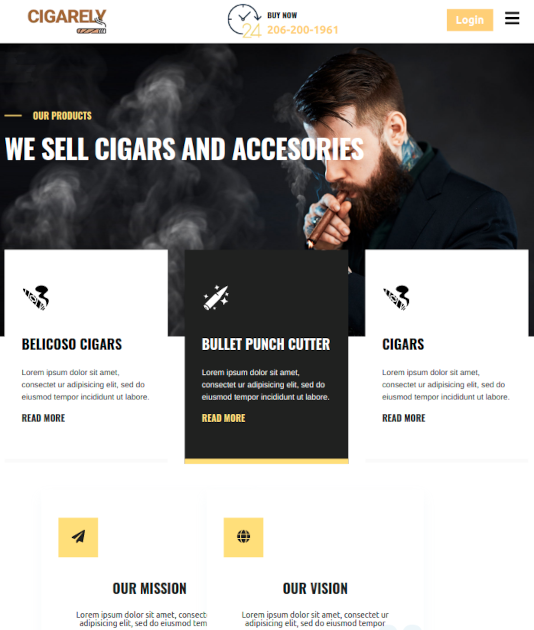 CIGARELY
BUY NOW
24
206-200-1961
Login
OUR PRODUCTS
WE SELL CIGARS AND ACCESORIES
BELICOSO CIGARS
Lorem ipsum dolor sit amet,
consectet ur adipisicing elit, sed do
eiusmod tempor incididunt ut labore.
READ MORE
BULLET PUNCH CUTTER
Lorem ipsum dolor sit amet,
consectet ur adipisicing elit, sed do
eiusmod tempor incididunt ut labore.
READ MORE
CIGARS
Lorem ipsum dolor sit amet,
consectet ur adipisicing elit, sed do
eiusmod tempor incididunt ut labore.
READ MORE
OUR MISSION
Lorem ipsum dolor sit amet, consect
adipisicing elit, sed do eiusmod tem
OUR VISION
Lorem ipsum dolor sit amet, consectet ur
adipisicing elit, sed do eiusmod tempor